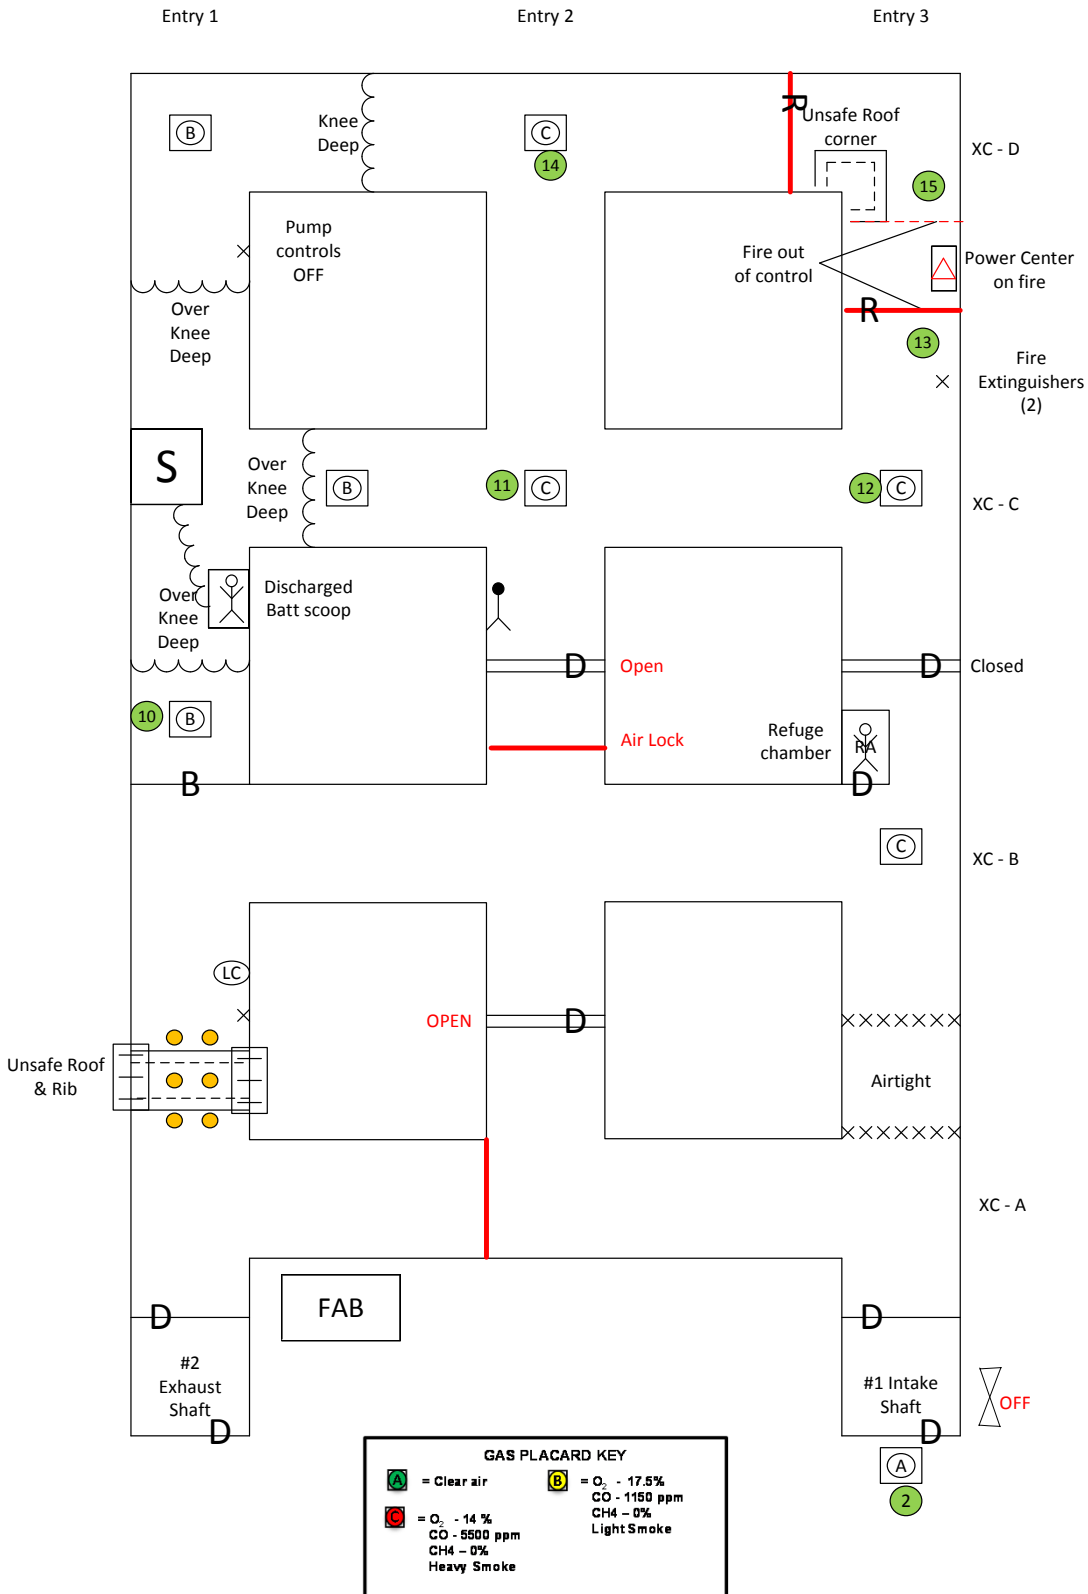 Entry 1
Entry 2
Entry 3
B
Knee
Deep
C
14
R
Unsafe Roof
corner
XC - D
15
Pump
controls
OFF
Fire out
of control
Power Center
on fire
Over
Knee
Deep
R
13
Fire
Extinguishers
(2)
S
Over
Knee
Deep
B
11
C
12
C
XC - C
Over
Knee
Deep
Discharged
Batt scoop
D
Open
D
Closed
10
B
Air Lock
Refuge
chamber
RA
B
D
C
XC - B
LC
OPEN
D
Unsafe Roof
& Rib
Airtight
XC - A
FAB
D
D
#2
Exhaust
Shaft
#1 Intake
Shaft
OFF
D
D
A
2
GAS PLACARD KEY
A = Clear air
B = O2 - 17.5%
CO - 1150 ppm
CH4 – 0%
Light Smoke
C = O2 - 14 %
CO - 5500 ppm
CH4 – 0%
Heavy Smoke